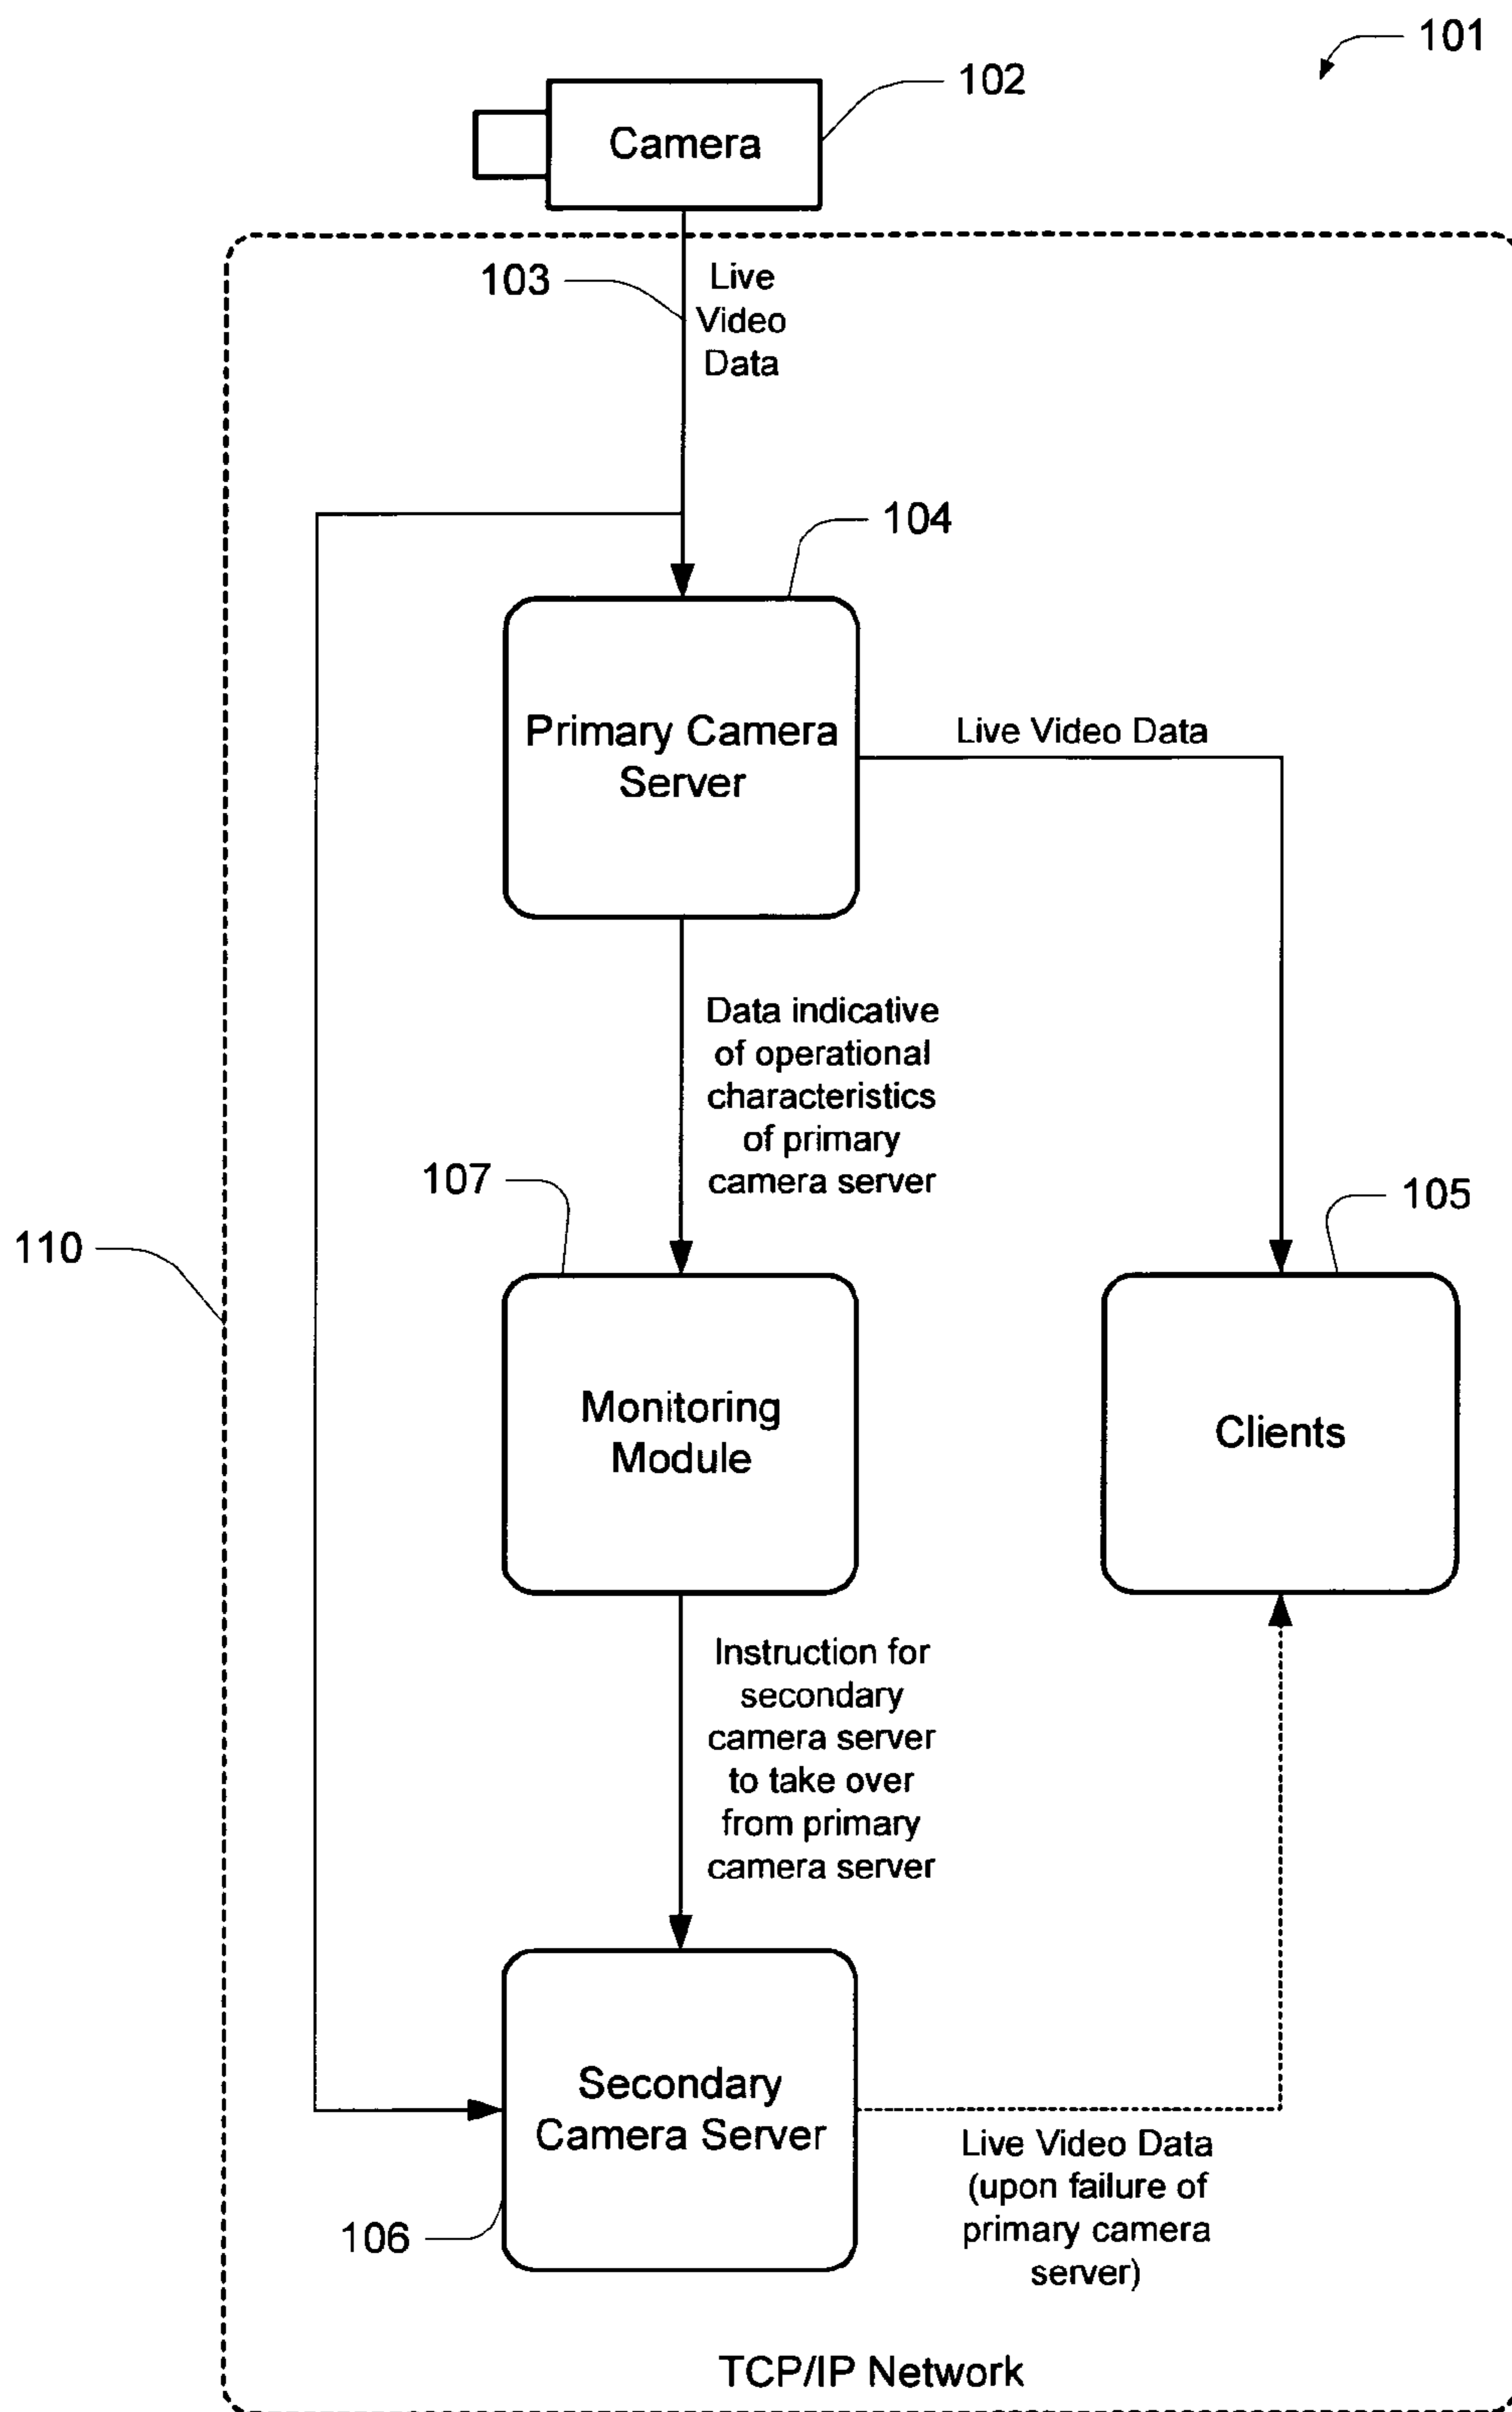 101
102
Camera
103
Live
Video
Data
104
Primary Camera
Server
Live Video Data
Data indicative
of operational
characteristics
of primary
camera server
107
105
110
Monitoring
Module
Clients
Instruction for
secondary
camera server
to take over
from primary
camera server
Secondary
Camera Server
106
Live Video Data
(upon failure of
primary camera
server)
TCP/IP Network